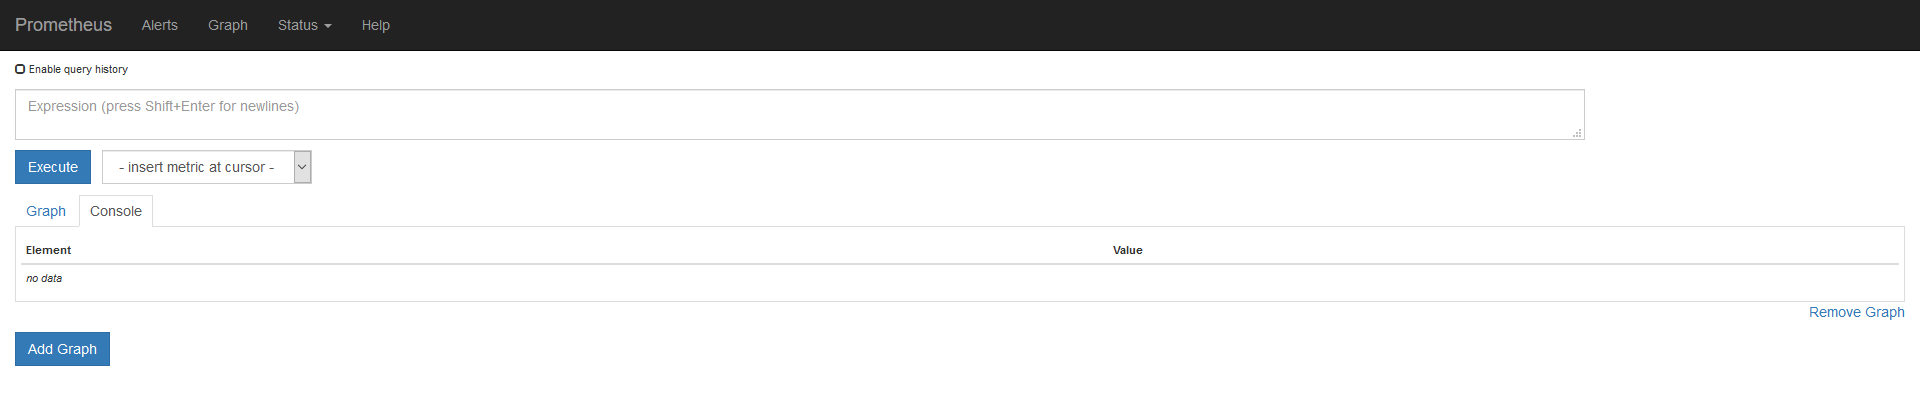 Prometheus Alerts Graph Status Help
Enable query history
Expression (press Shift+Enter for newlines)
Execute - insert metric at cursor -
Graph Console
Element Value
no data
Remove Graph
Add Graph